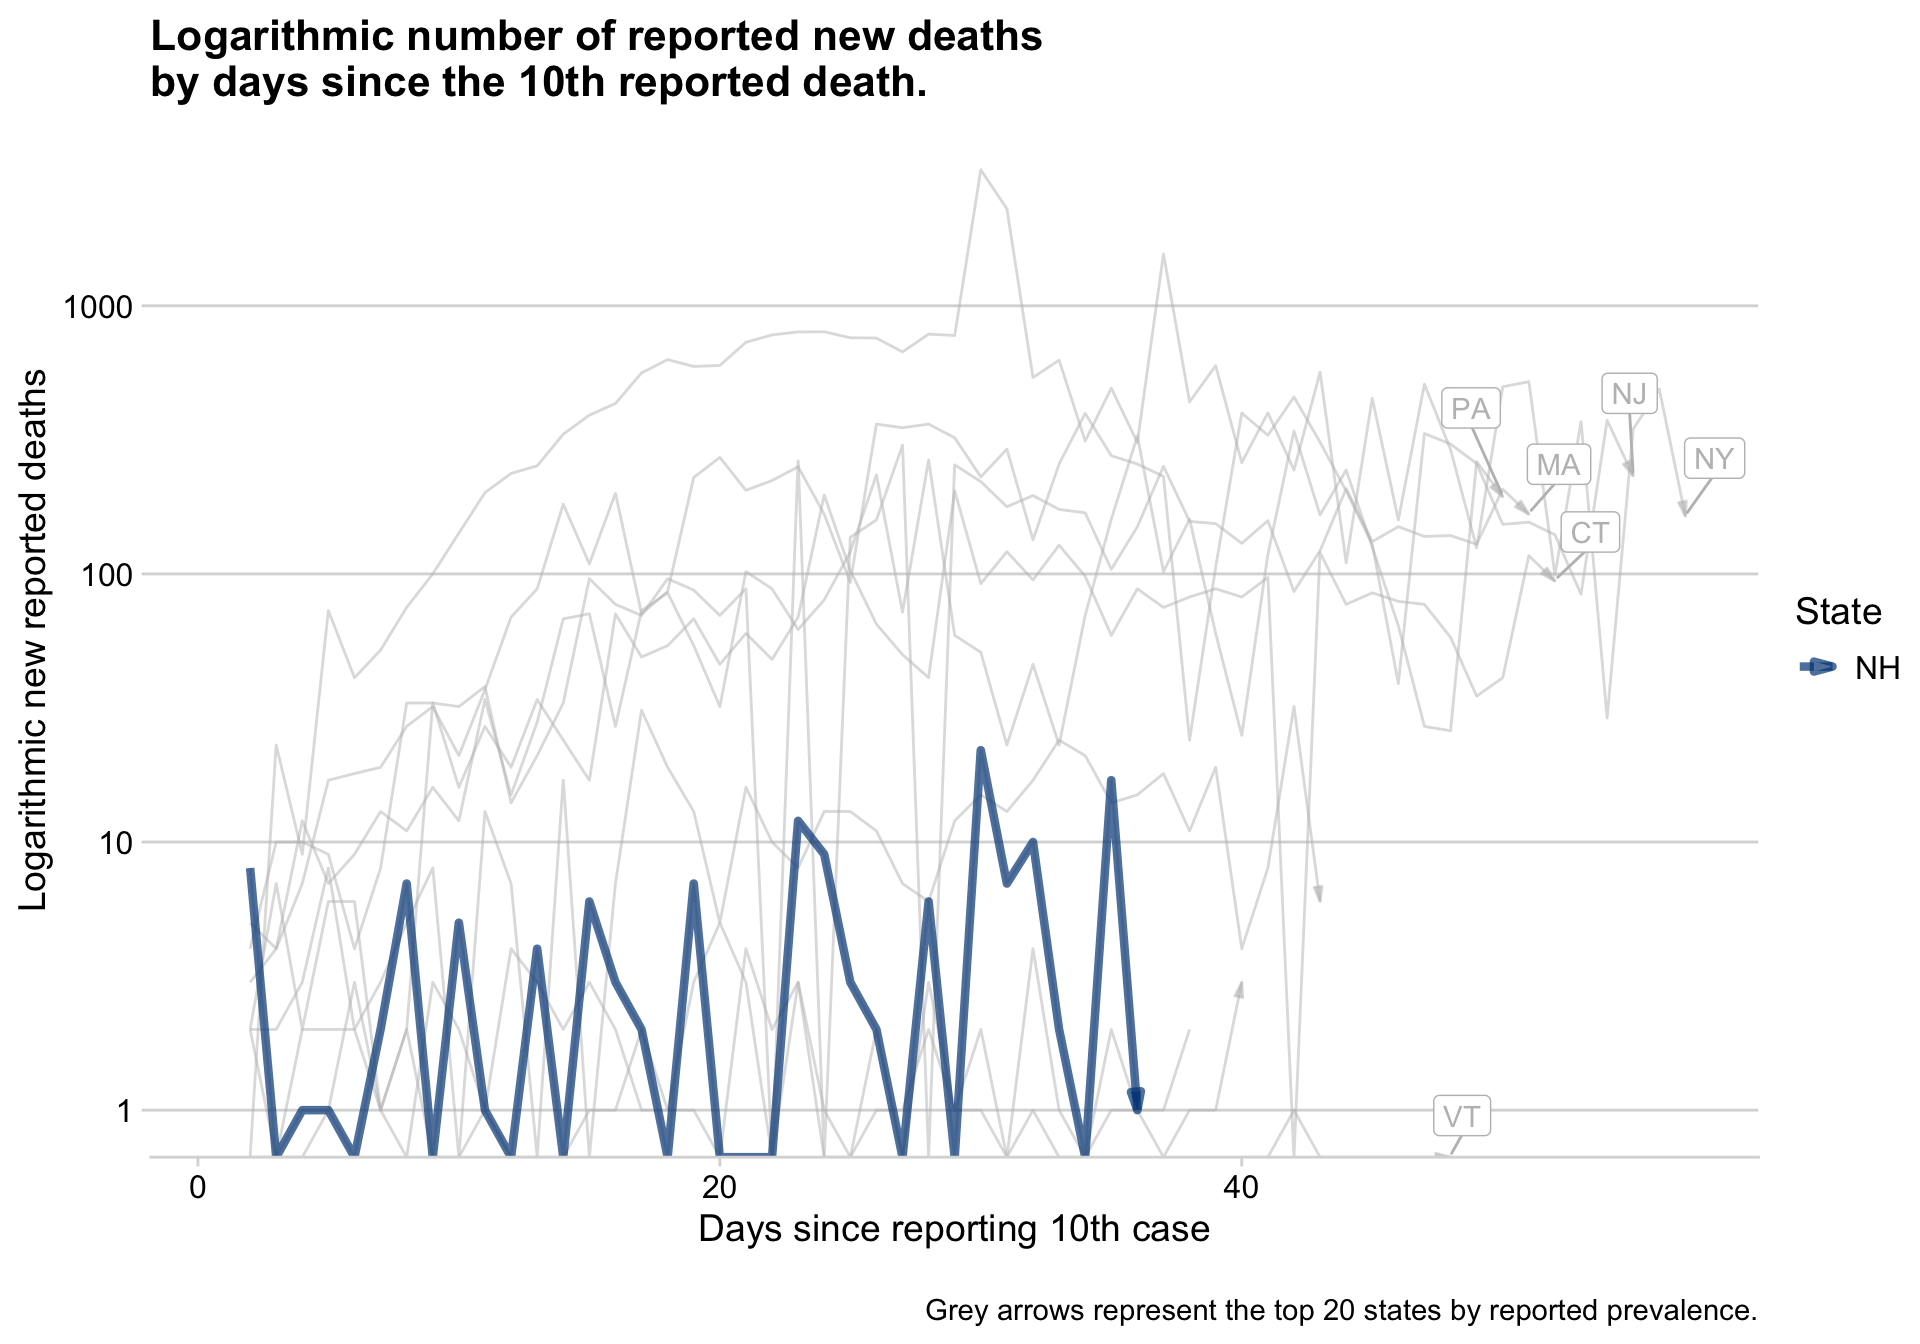 Logarithmic number of reported new deaths
by days since the 10th reported death.
Logarithmic new reported deaths
1000
100
10
1
PA
NJ
MA
NY
CT
VT
State
NH
0
20
40
Days since reporting 10th case
Grey arrows represent the top 20 states by reported prevalence.